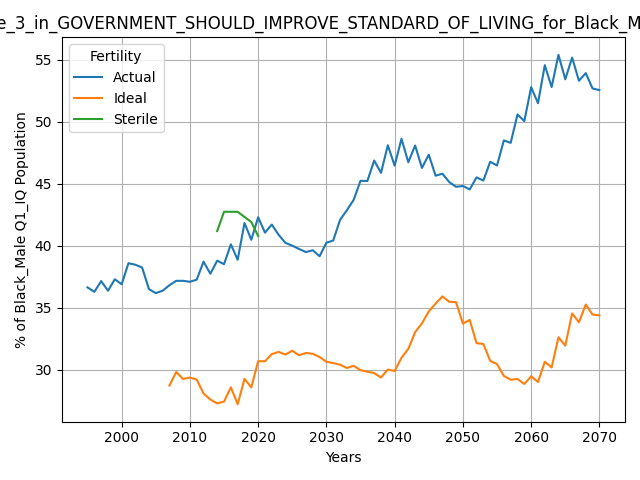 e_3_in_GOVERNMENT_SHOULD_IMPROVE_STANDARD_OF_LIVING_for_Black_M
Fertility
Actual
Ideal
Sterile
% of Black_Male Q1_IQ Population
55
50
45
40
35
30
2000
2010
2020
2030
2040
2050
2060
2070
Years